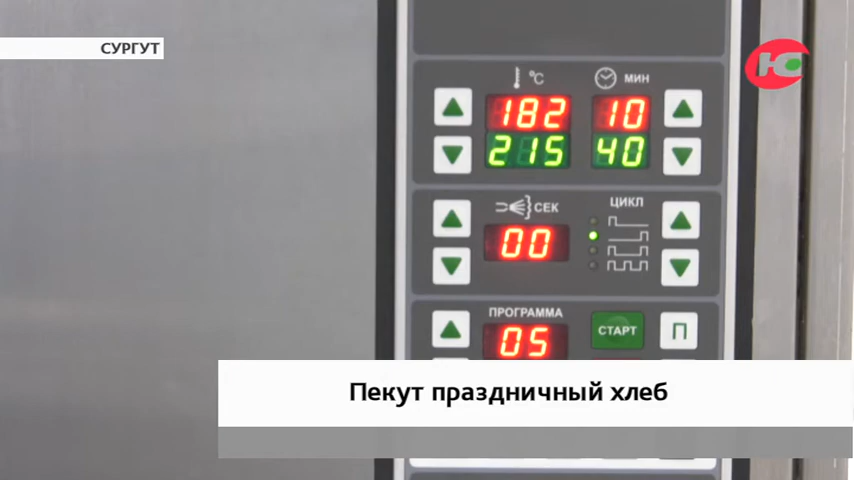 СУРГУТ
Ю
°C
МИН
182
10
215
40
СЕК
ЦИКЛ
00
ПРОГРАММА
05
СТАРТ
П
Пекут праздничный хлеб